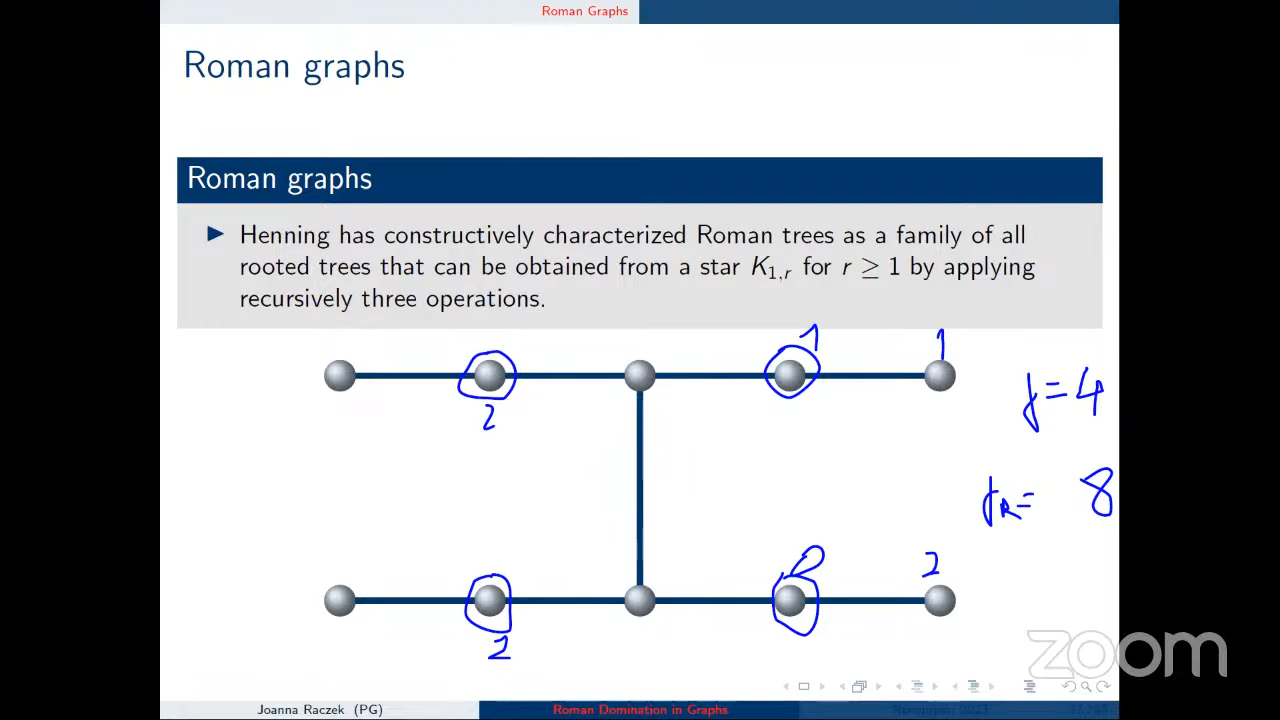 Roman Graphs
Roman graphs
Roman graphs
Henning has constructively characterized Roman trees as a family of all
rooted trees that can be obtained from a star K1,r for r ≥ 1 by applying
recursively three operations.
1 1
2
γ=4
γR= 8
0 2
2
zoom
Joanna Raczek (PG) Roman Domination in Graphs